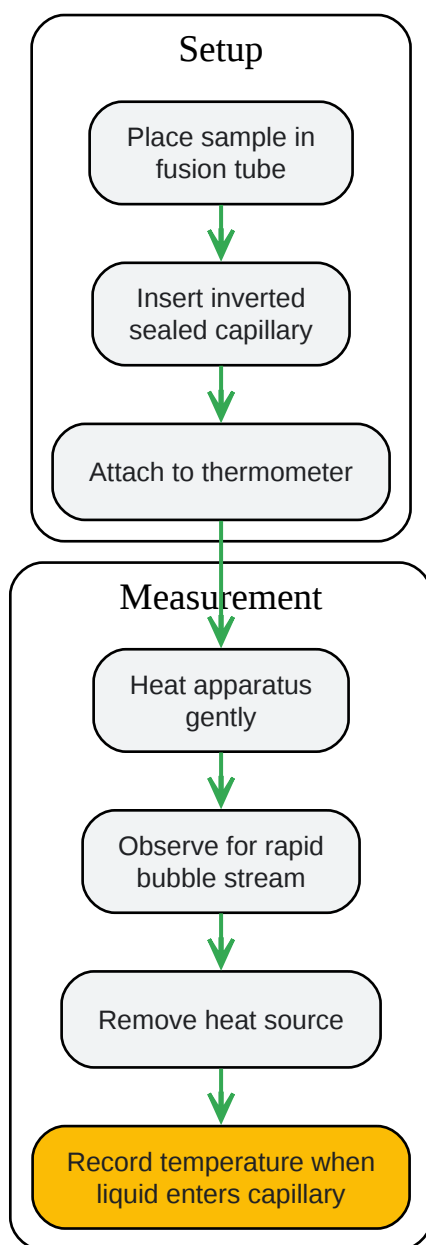 Setup
Place sample in
fusion tube
Insert inverted
sealed capillary
Attach to thermometer
Measurement
Heat apparatus
gently
Observe for rapid
bubble stream
Remove heat source
Record temperature when
liquid enters capillary